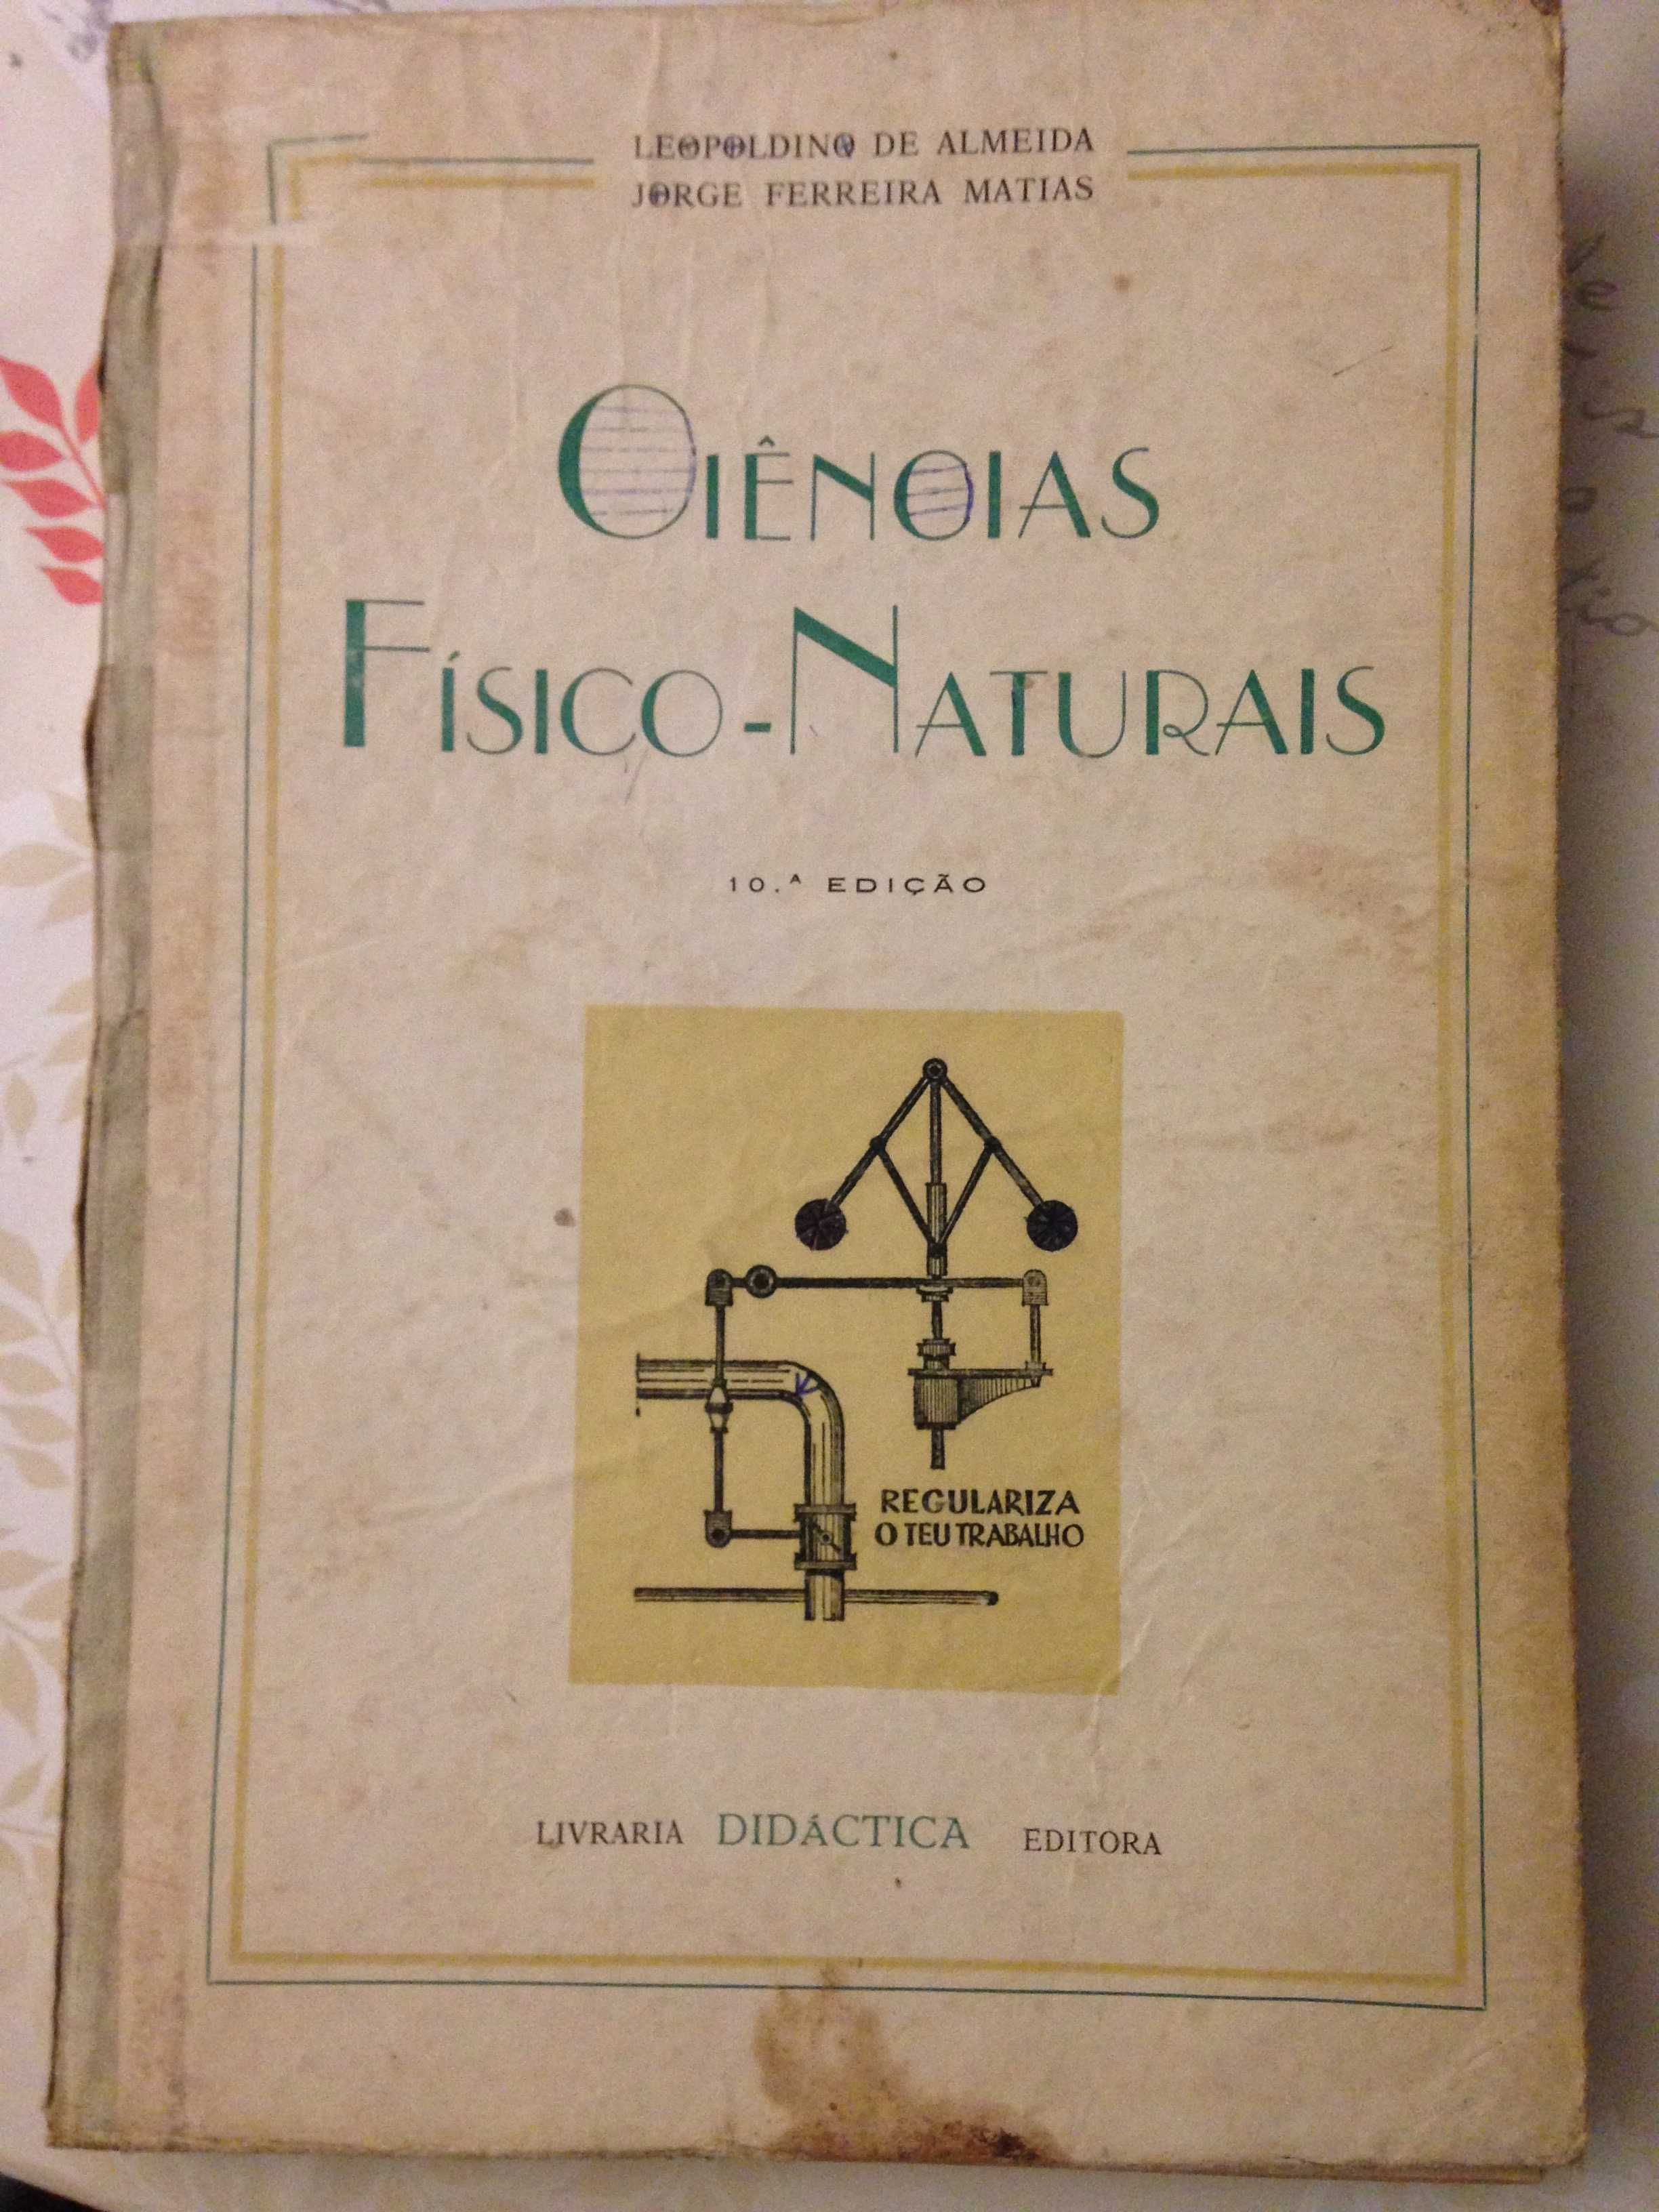 LEOPOLDINO DE ALMEIDA
JORGE FERREIRA MATIAS
CIÊNCIAS
FÍSICO-NATURAIS
10.ª EDIÇÃO
REGULARIZA
O TEU TRABALHO
LIVRARIA DIDÁCTICA EDITORA